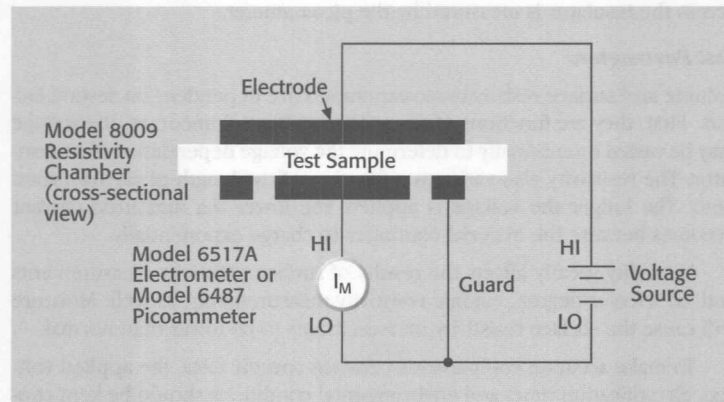 Electrode
Model 8009
Resistivity
Chamber
(cross-sectional
view)
Test Sample
HI
Model 6517A
Electrometer or
Model 6487
Picoammeter
IM
LO
Guard
HI
Voltage
Source
LO